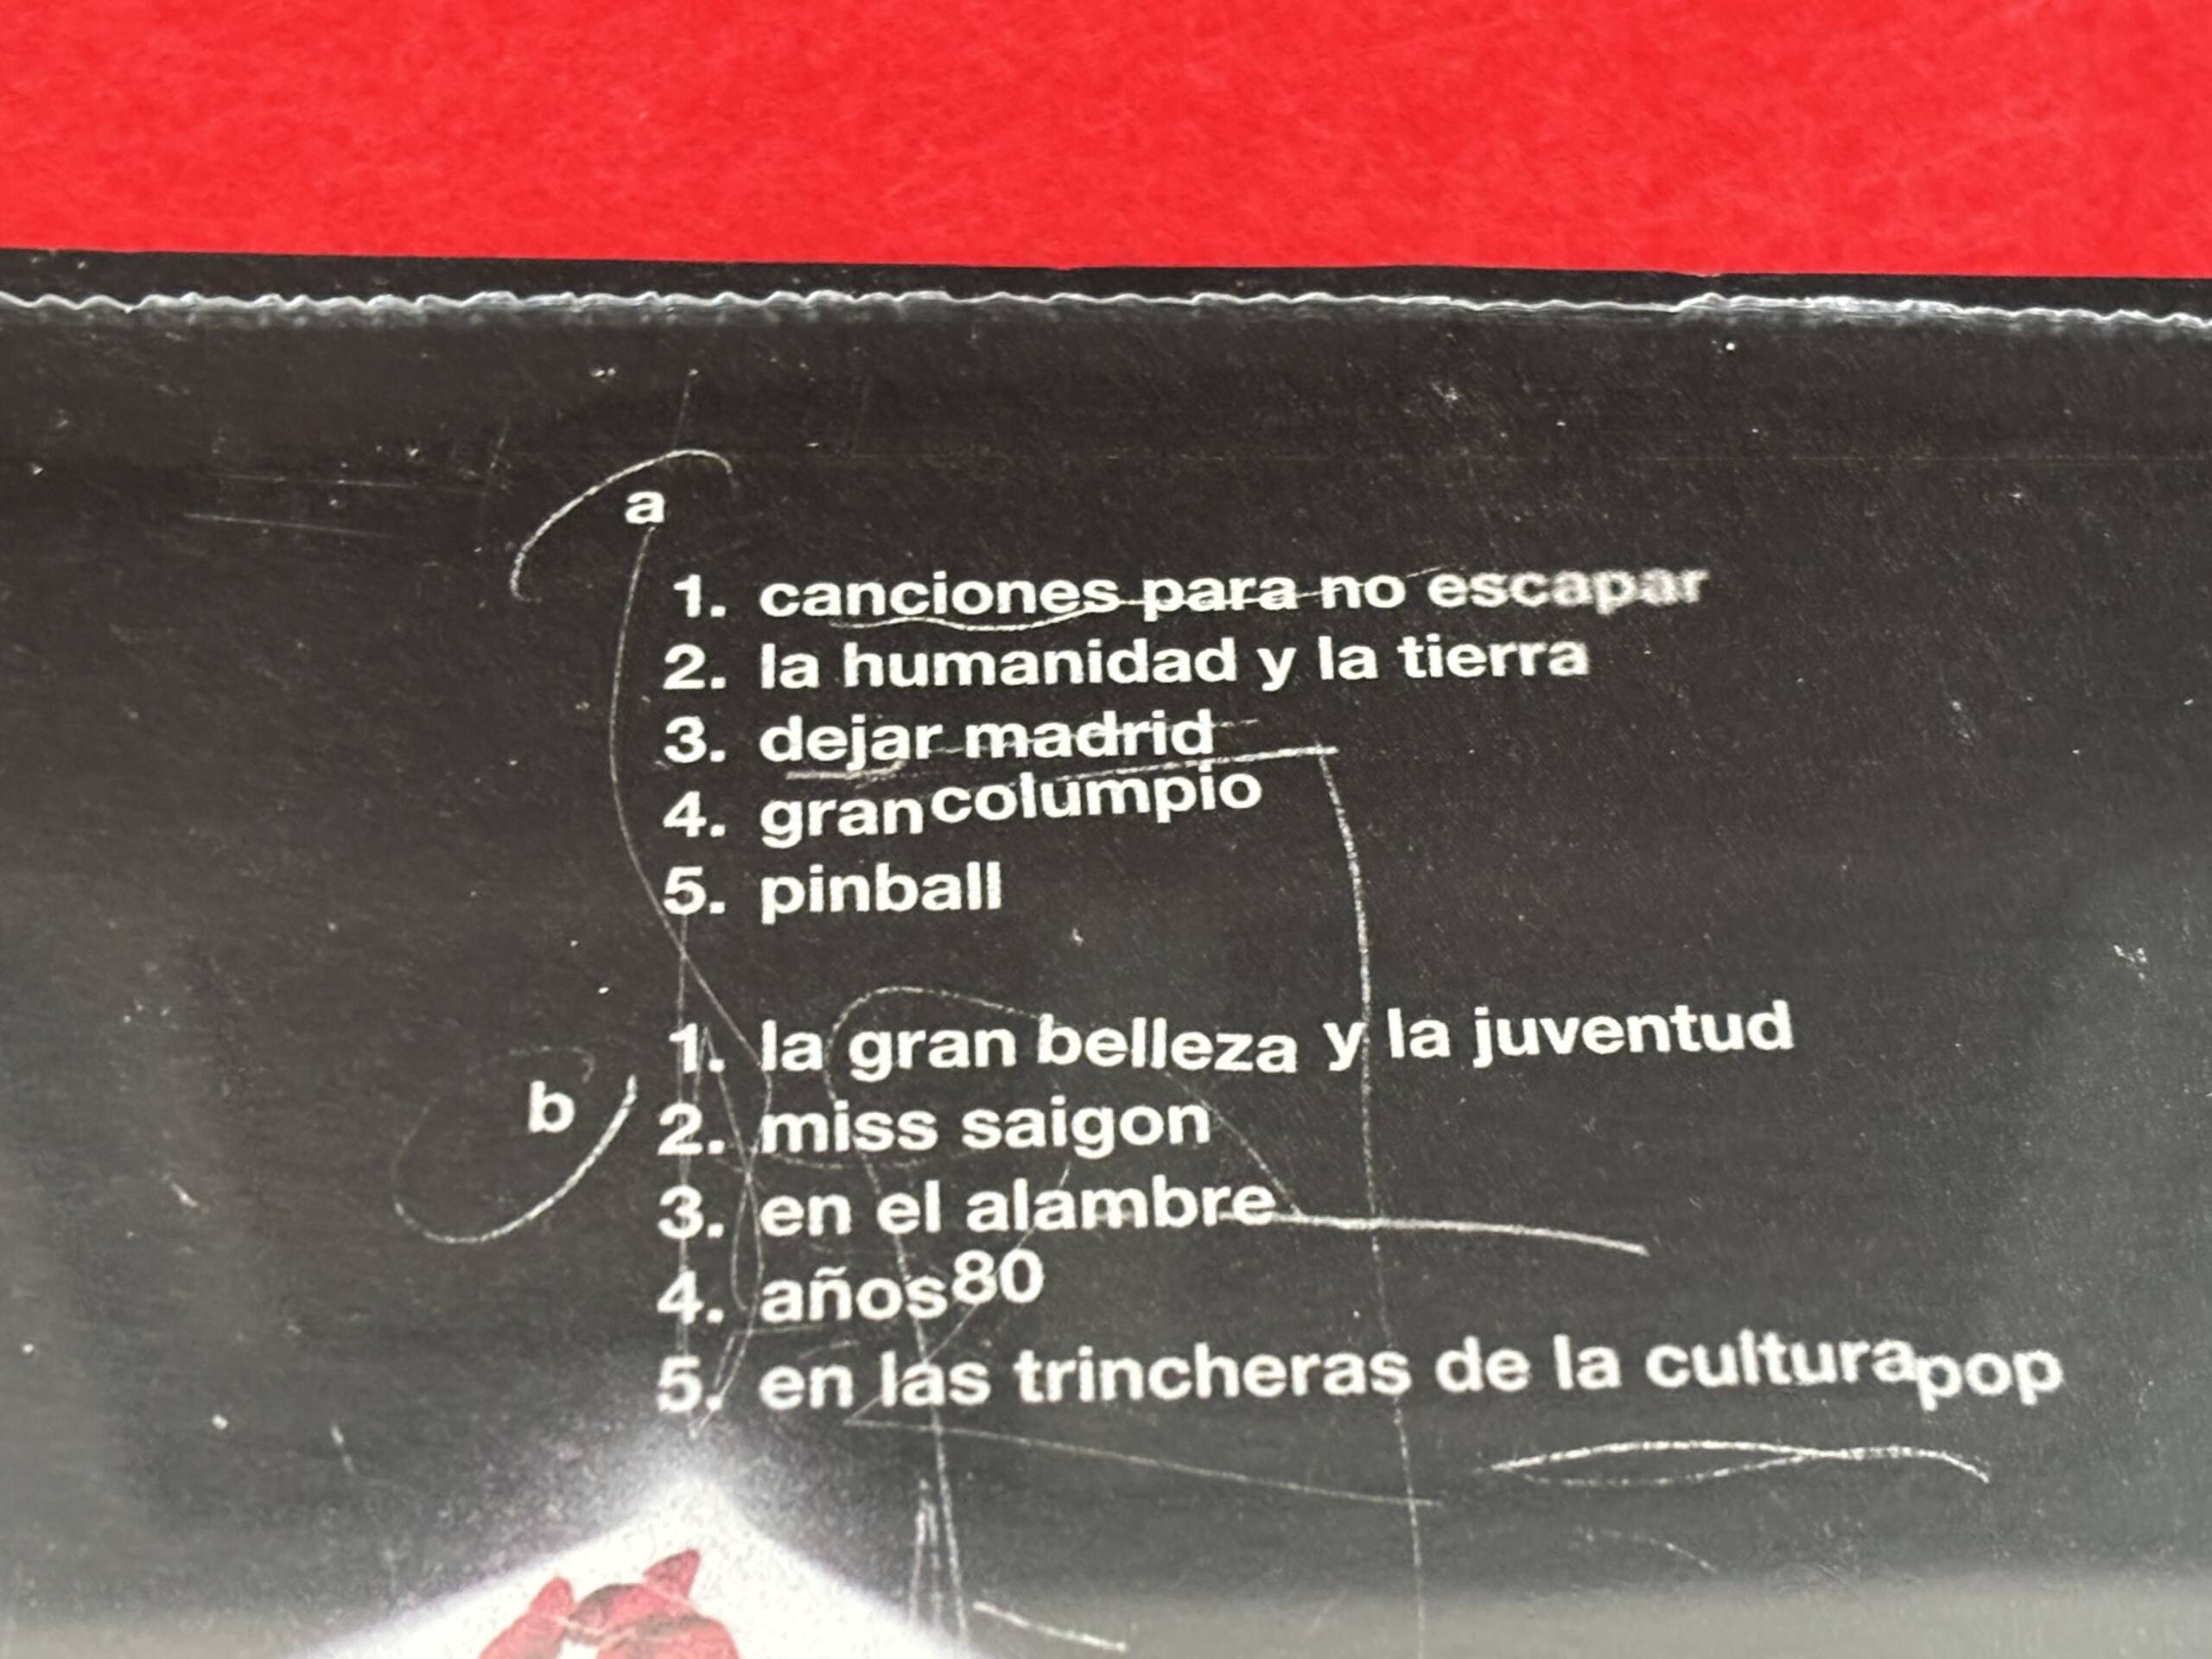 a
1. canciones para no escapar
2. la humanidad y la tierra
3. dejar madrid
4. gran columpio
5. pinball
b
1. la gran belleza y la juventud
2. miss saigon
3. en el alambre
4. años 80
5. en las trincheras de la cultura pop